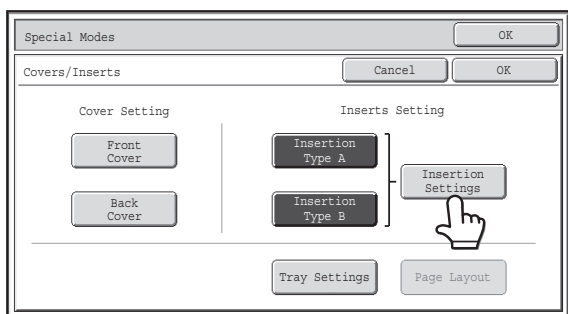 Special Modes
OK
Covers/Inserts
Cancel
OK
Cover Setting
Inserts Setting
Front
Cover
Insertion
Type A
Insertion
Settings
Back
Cover
Insertion
Type B
Tray Settings
Page Layout